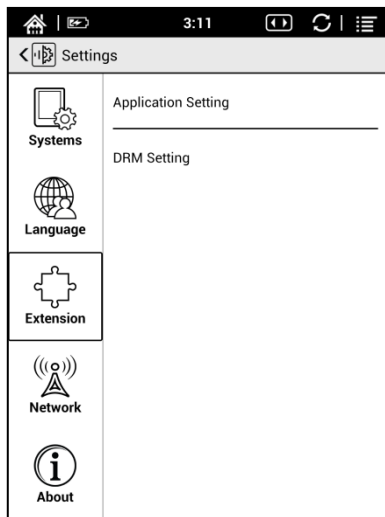 3:11
Settings
Application Setting
DRM Setting
Systems
Language
Extension
Network
About